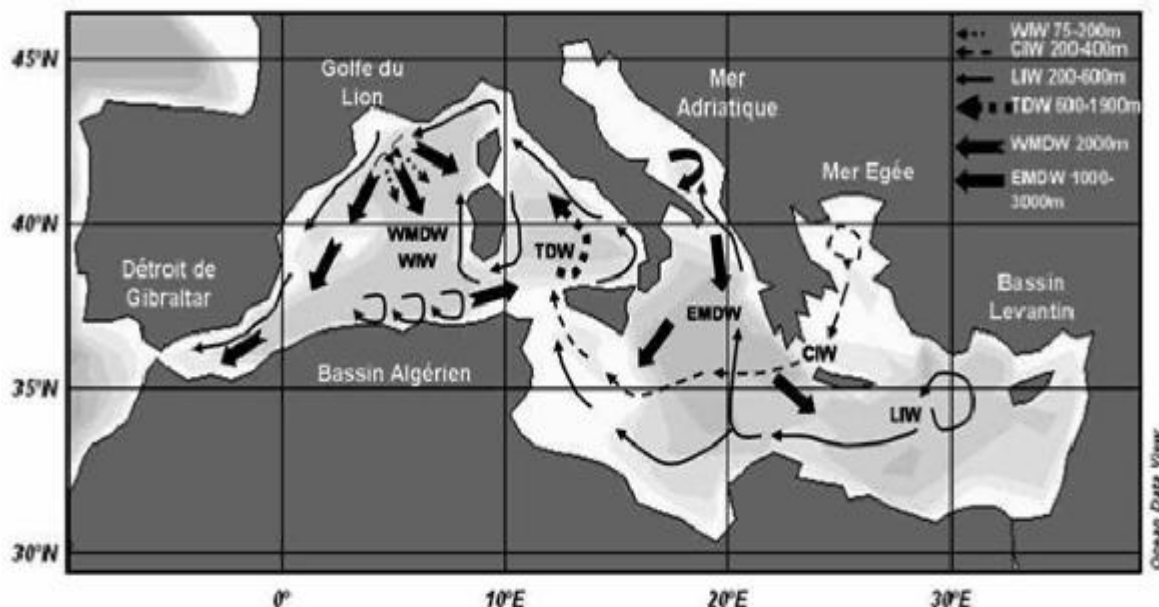 45°N
40°N
35°N
30°N
0°
10°E
20°E
30°E
WIW 75-200m
CIW 200-400m
LIW 200-600m
TDW 600-1900m
WMDW 2000m
EMDW 1000-
3000m
Golfe du
Lion
Mer
Adriatique
Mer Egée
WMDW
WIW
TDW
Détroit de
Gibraltar
Bassin
Levantin
EMDW
CIW
Bassin Algérien
LIW
Ocean Data View